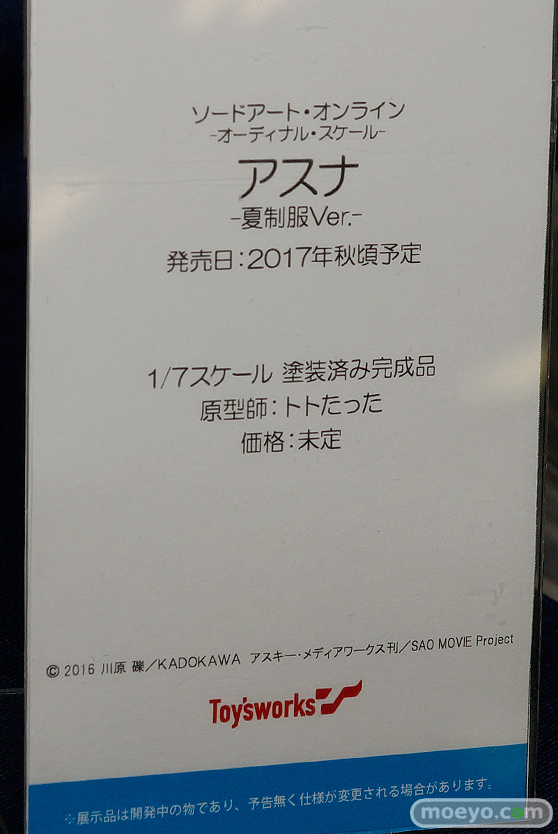 ソードアート・オンライン
-オーディナル・スケール-
アスナ
-夏制服Ver.-
発売日：2017年秋頃予定
1/7スケール 塗装済み完成品
原型師：トトたった
価格：未定
© 2016 川原 礫／KADOKAWA アスキー・メディアワークス刊／SAO MOVIE Project
Toy'sworks
※展示品は開発中の物であり、予告無く仕様が変更される場合があります。
moeyo.com